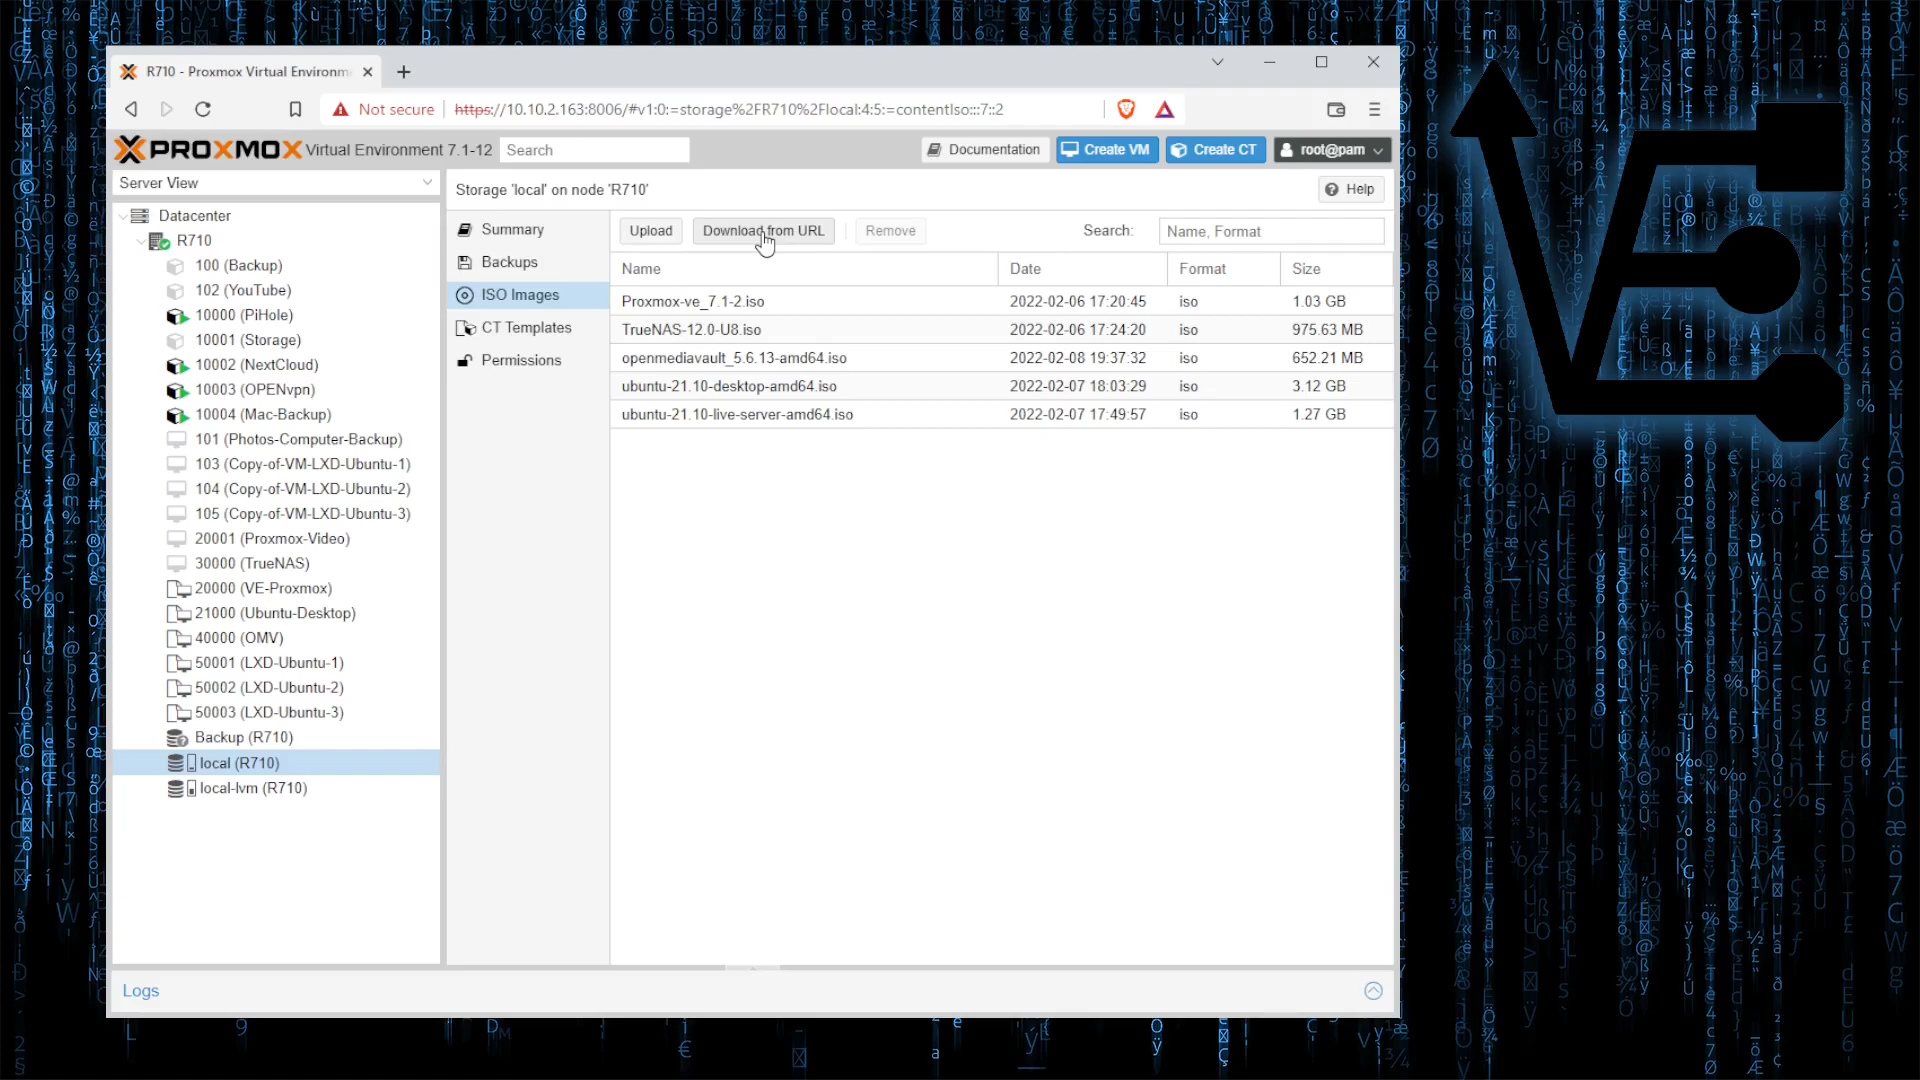 R710 - Proxmox Virtual Environm
Not secure
https://10.10.2.163:8006/#v1:0:=storage%2FR710%2Flocal:4:5:=contentIso:::7::2
PROXMOX Virtual Environment 7.1-12
Search
Documentation
Create VM
Create CT
root@pam
Server View
Storage 'local' on node 'R710'
Help
Datacenter
R710
100 (Backup)
102 (YouTube)
10000 (PiHole)
10001 (Storage)
10002 (NextCloud)
10003 (OPENvpn)
10004 (Mac-Backup)
101 (Photos-Computer-Backup)
103 (Copy-of-VM-LXD-Ubuntu-1)
104 (Copy-of-VM-LXD-Ubuntu-2)
105 (Copy-of-VM-LXD-Ubuntu-3)
20001 (Proxmox-Video)
30000 (TrueNAS)
20000 (VE-Proxmox)
21000 (Ubuntu-Desktop)
40000 (OMV)
50001 (LXD-Ubuntu-1)
50002 (LXD-Ubuntu-2)
50003 (LXD-Ubuntu-3)
Backup (R710)
local (R710)
local-lvm (R710)
Summary
Backups
ISO Images
CT Templates
Permissions
Upload
Download from URL
Remove
Search:
Name, Format
Name Date Format Size
Proxmox-ve_7.1-2.iso 2022-02-06 17:20:45 iso 1.03 GB
TrueNAS-12.0-U8.iso 2022-02-06 17:24:20 iso 975.63 MB
openmediavault_5.6.13-amd64.iso 2022-02-08 19:37:32 iso 652.21 MB
ubuntu-21.10-desktop-amd64.iso 2022-02-07 18:03:29 iso 3.12 GB
ubuntu-21.10-live-server-amd64.iso 2022-02-07 17:49:57 iso 1.27 GB
Logs